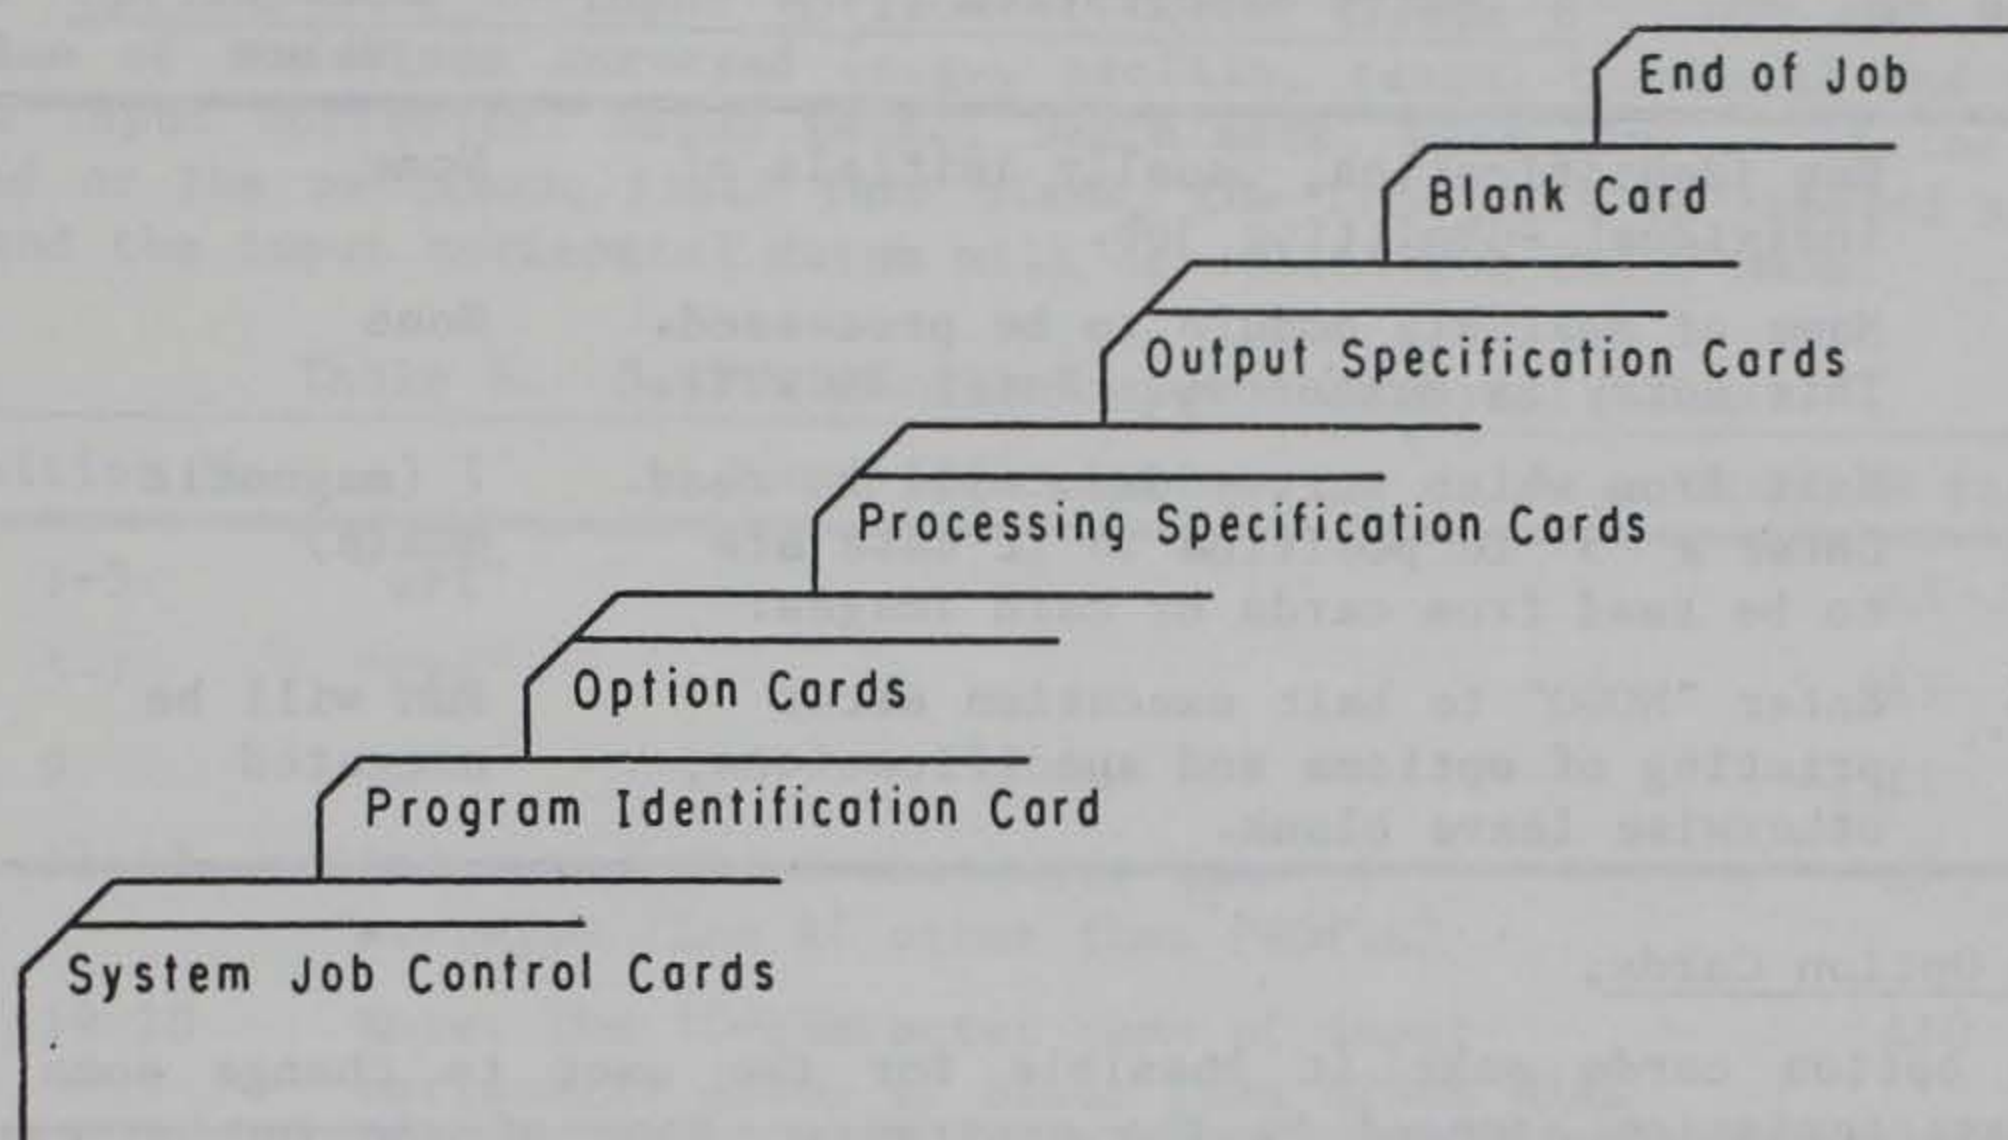 End of Job
Blank Card
Output Specification Cards
Processing Specification Cards
Option Cards
Program Identification Card
System Job Control Cards